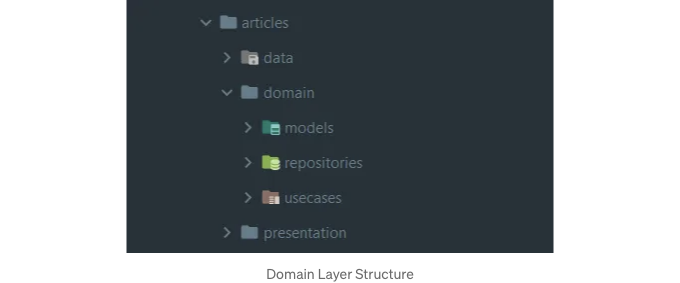 articles
data
domain
models
repositories
usecases
presentation
Domain Layer Structure